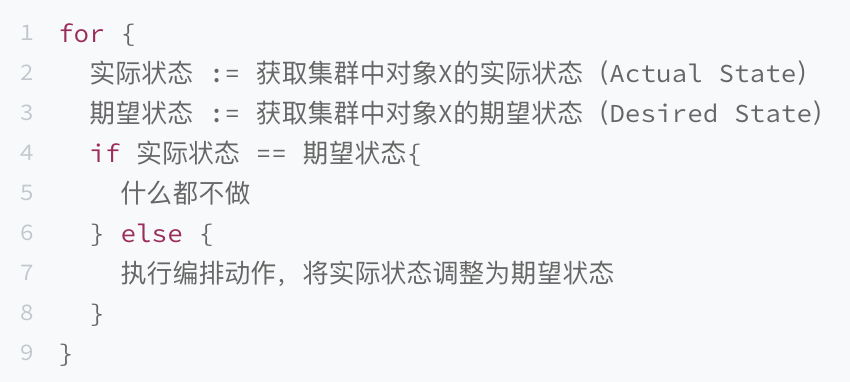 1 for {
2 实际状态 := 获取集群中对象X的实际状态（Actual State）
3 期望状态 := 获取集群中对象X的期望状态（Desired State）
4 if 实际状态 == 期望状态{
5 什么都不做
6 } else {
7 执行编排动作，将实际状态调整为期望状态
8 }
9 }